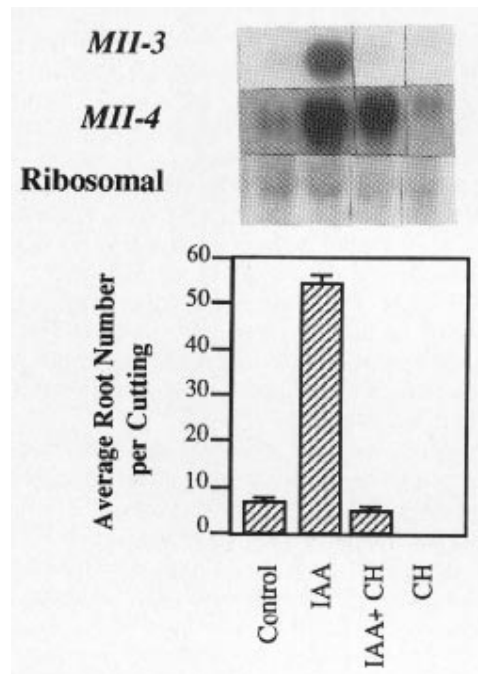 MII-3
MII-4
Ribosomal
60
50
40
30
20
10
0
Average Root Number
per Cutting
Control
IAA
IAA+ CH
CH